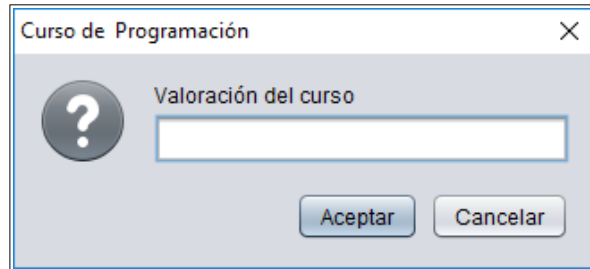 Curso de Programación
Valoración del curso
Aceptar
Cancelar